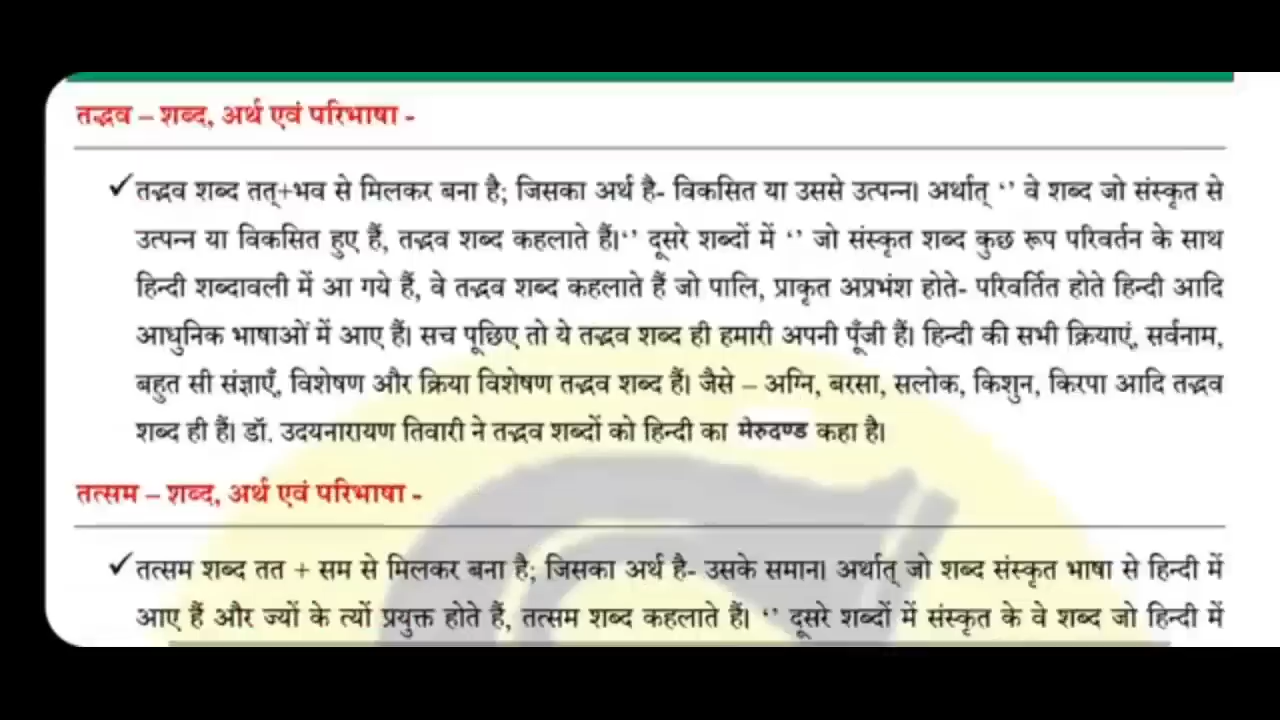 तद्भव – शब्द, अर्थ एवं परिभाषा -
✓ तद्भव शब्द तत्+भव से मिलकर बना है; जिसका अर्थ है- विकसित या उससे उत्पन्न। अर्थात् ‘’ वे शब्द जो संस्कृत से
उत्पन्न या विकसित हुए हैं, तद्भव शब्द कहलाते हैं।‘’ दूसरे शब्दों में ‘’ जो संस्कृत शब्द कुछ रूप परिवर्तन के साथ
हिन्दी शब्दावली में आ गये हैं, वे तद्भव शब्द कहलाते हैं जो पालि, प्राकृत अप्रभंश होते- परिवर्तित होते हिन्दी आदि
आधुनिक भाषाओं में आए हैं। सच पूछिए तो ये तद्भव शब्द ही हमारी अपनी पूँजी हैं। हिन्दी की सभी क्रियाएं, सर्वनाम,
बहुत सी संज्ञाएँ, विशेषण और क्रिया विशेषण तद्भव शब्द हैं। जैसे – अग्नि, बरसा, सलोक, किशुन, किरपा आदि तद्भव
शब्द ही हैं। डॉ. उदयनारायण तिवारी ने तद्भव शब्दों को हिन्दी का मेरुदण्ड कहा है।
तत्सम – शब्द, अर्थ एवं परिभाषा -
✓ तत्सम शब्द तत + सम से मिलकर बना है; जिसका अर्थ है- उसके समान। अर्थात् जो शब्द संस्कृत भाषा से हिन्दी में
आए हैं और ज्यों के त्यों प्रयुक्त होते हैं, तत्सम शब्द कहलाते हैं। ‘’ दूसरे शब्दों में संस्कृत के वे शब्द जो हिन्दी में